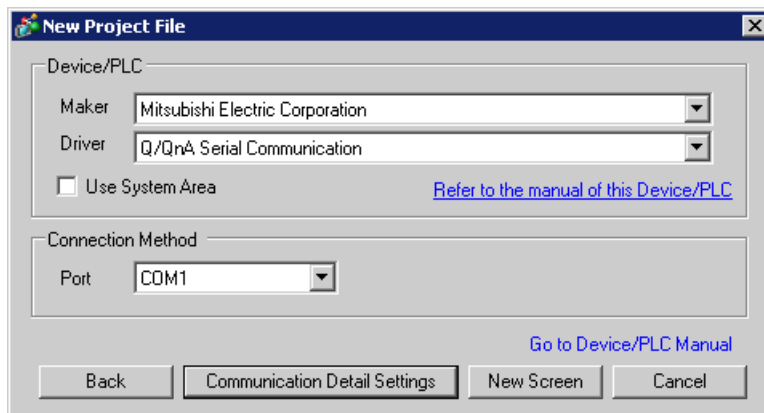 New Project File
Device/PLC
Maker Mitsubishi Electric Corporation
Driver Q/QnA Serial Communication
Use System Area Refer to the manual of this Device/PLC
Connection Method
Port COM1
Go to Device/PLC Manual
Back Communication Detail Settings New Screen Cancel